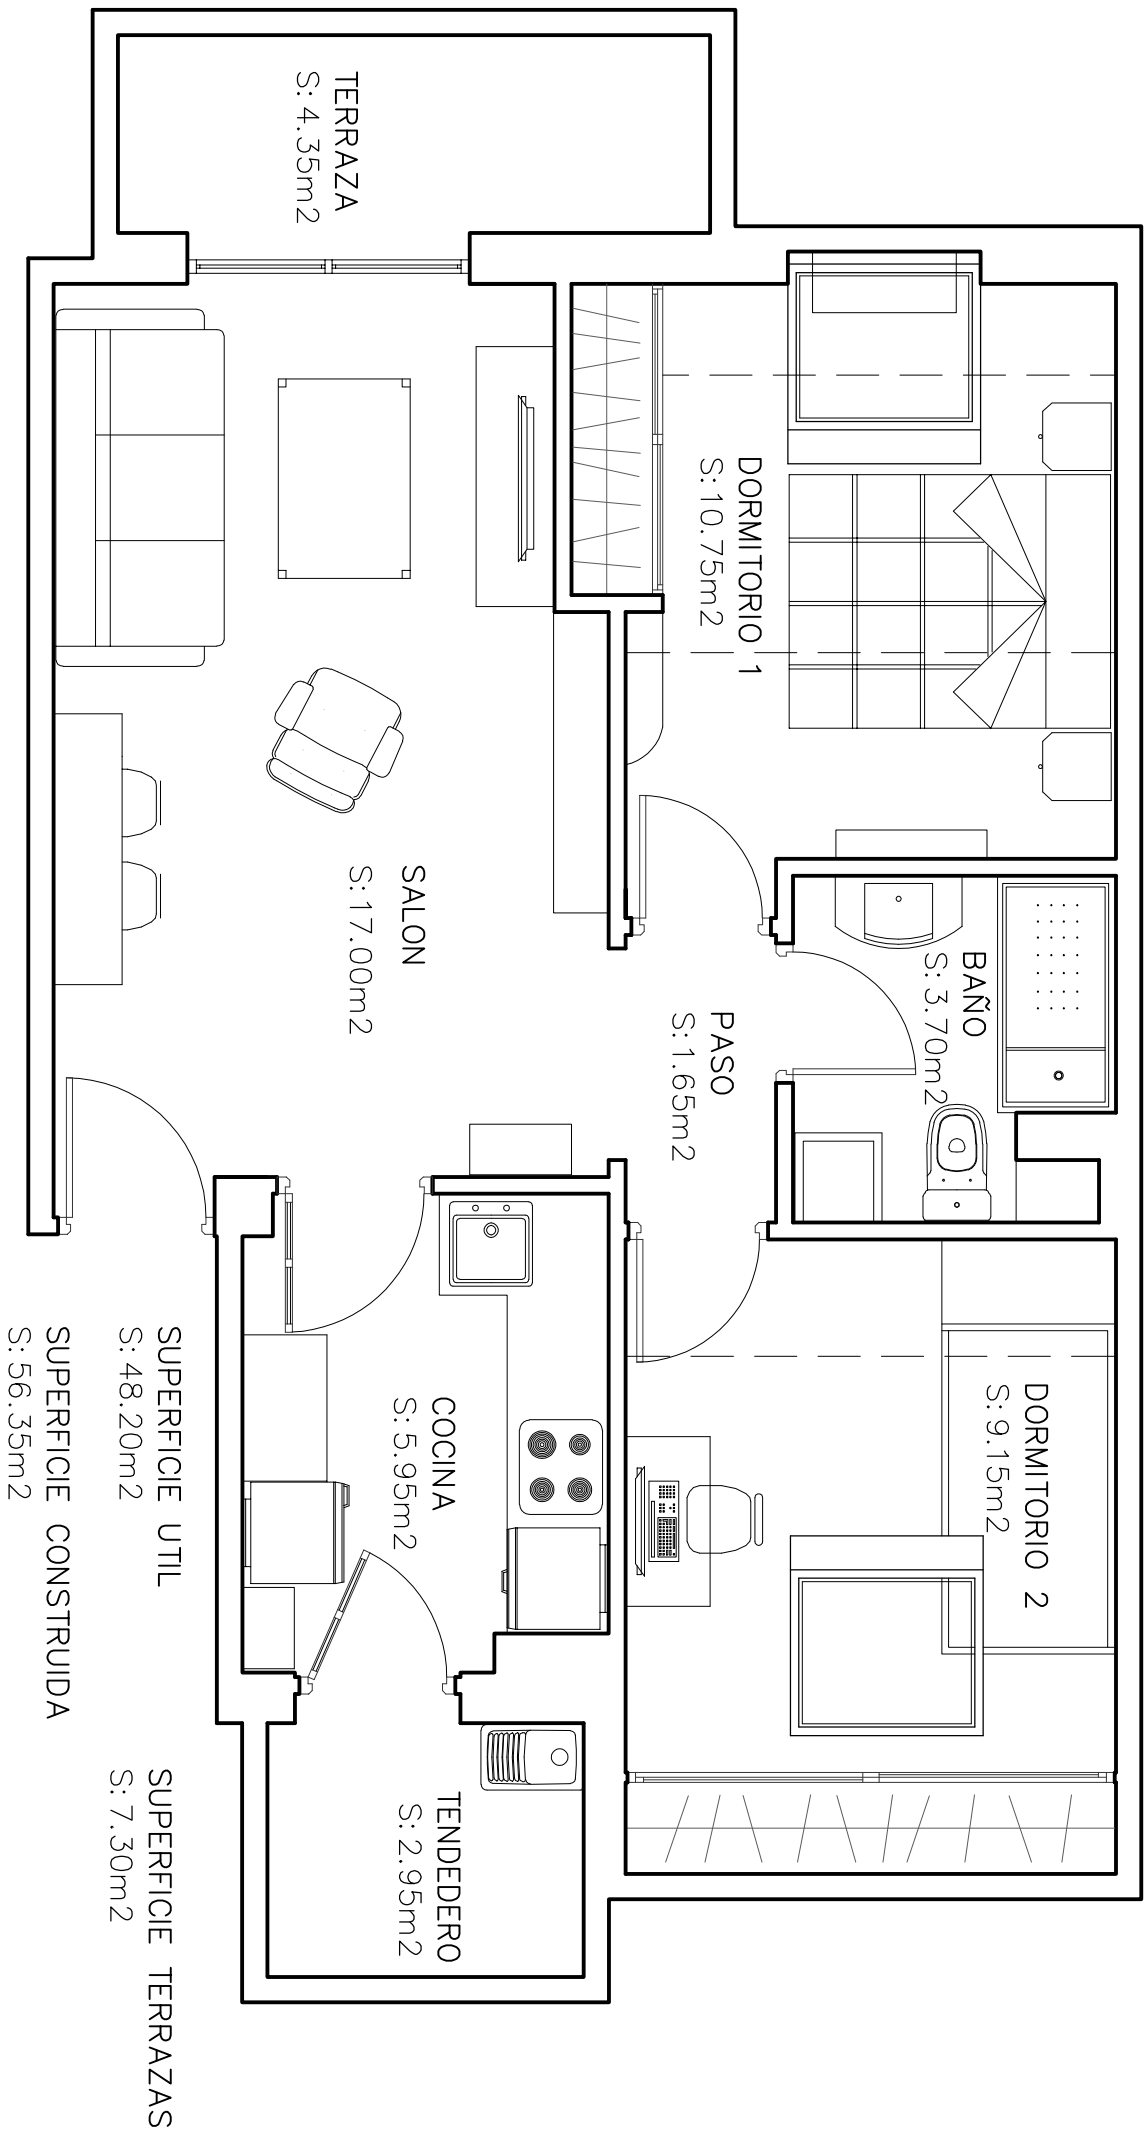 TERRAZA
S: 4.35m2
DORMITORIO 1
S:10.75m2
SALON
S:17.00m2
BAÑO
S:3.70m2
PASO
S:1.65m2
COCINA
S:5.95m2
DORMITORIO 2
S:9.15m2
TENDEDERO
S: 2.95m2
SUPERFICIE UTIL
S: 48.20m2
SUPERFICIE CONSTRUIDA
S: 56.35m2
SUPERFICIE TERRAZAS
S: 7.30m2